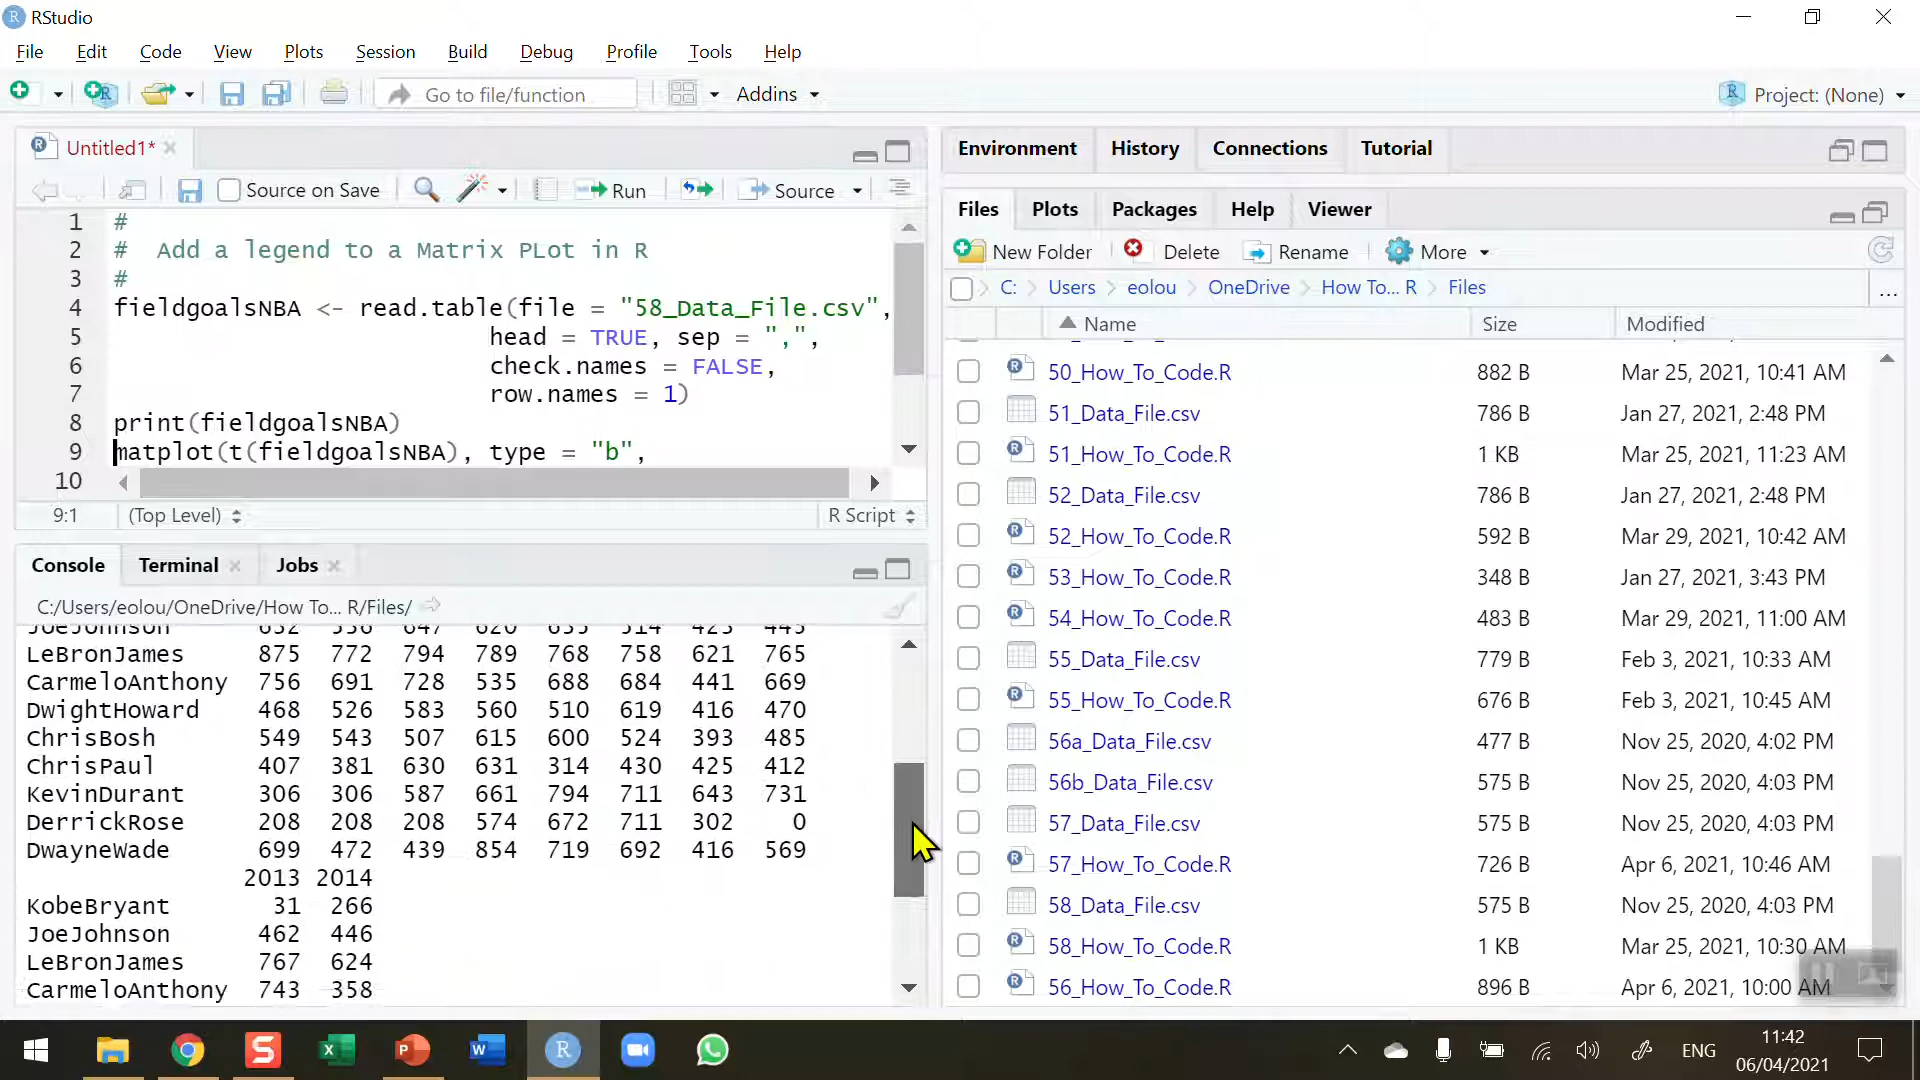 RStudio
File Edit Code View Plots Session Build Debug Profile Tools Help
Go to file/function Addins Project: (None)
Untitled1*
Source on Save Run Source
1 #
2 # Add a legend to a Matrix PLot in R
3 #
4 fieldgoalsNBA <- read.table(file = "58_Data_File.csv",
5 head = TRUE, sep = ",",
6 check.names = FALSE,
7 row.names = 1)
8 print(fieldgoalsNBA)
9 matplot(t(fieldgoalsNBA), type = "b",
10
9:1 (Top Level) R Script
Console Terminal Jobs
C:/Users/eolou/OneDrive/How To... R/Files/
JoeJohnson 632 536 647 620 635 514 423 445
LeBronJames 875 772 794 789 768 758 621 765
CarmeloAnthony 756 691 728 535 688 684 441 669
DwightHoward 468 526 583 560 510 619 416 470
ChrisBosh 549 543 507 615 600 524 393 485
ChrisPaul 407 381 630 631 314 430 425 412
KevinDurant 306 306 587 661 794 711 643 731
DerrickRose 208 208 208 574 672 711 302 0
DwayneWade 699 472 439 854 719 692 416 569
2013 2014
KobeBryant 31 266
JoeJohnson 462 446
LeBronJames 767 624
CarmeloAnthony 743 358
Environment History Connections Tutorial
Files Plots Packages Help Viewer
New Folder Delete Rename More
C: Users eolou OneDrive How To... R Files ...
Name Size Modified
50_How_To_Code.R 882 B Mar 25, 2021, 10:41 AM
51_Data_File.csv 786 B Jan 27, 2021, 2:48 PM
51_How_To_Code.R 1 KB Mar 25, 2021, 11:23 AM
52_Data_File.csv 786 B Jan 27, 2021, 2:48 PM
52_How_To_Code.R 592 B Mar 29, 2021, 10:42 AM
53_How_To_Code.R 348 B Jan 27, 2021, 3:43 PM
54_How_To_Code.R 483 B Mar 29, 2021, 11:00 AM
55_Data_File.csv 779 B Feb 3, 2021, 10:33 AM
55_How_To_Code.R 676 B Feb 3, 2021, 10:45 AM
56a_Data_File.csv 477 B Nov 25, 2020, 4:02 PM
56b_Data_File.csv 575 B Nov 25, 2020, 4:03 PM
57_Data_File.csv 575 B Nov 25, 2020, 4:03 PM
57_How_To_Code.R 726 B Apr 6, 2021, 10:46 AM
58_Data_File.csv 575 B Nov 25, 2020, 4:03 PM
58_How_To_Code.R 1 KB Mar 25, 2021, 10:30 AM
56_How_To_Code.R 896 B Apr 6, 2021, 10:00 AM
ENG
11:42
06/04/2021